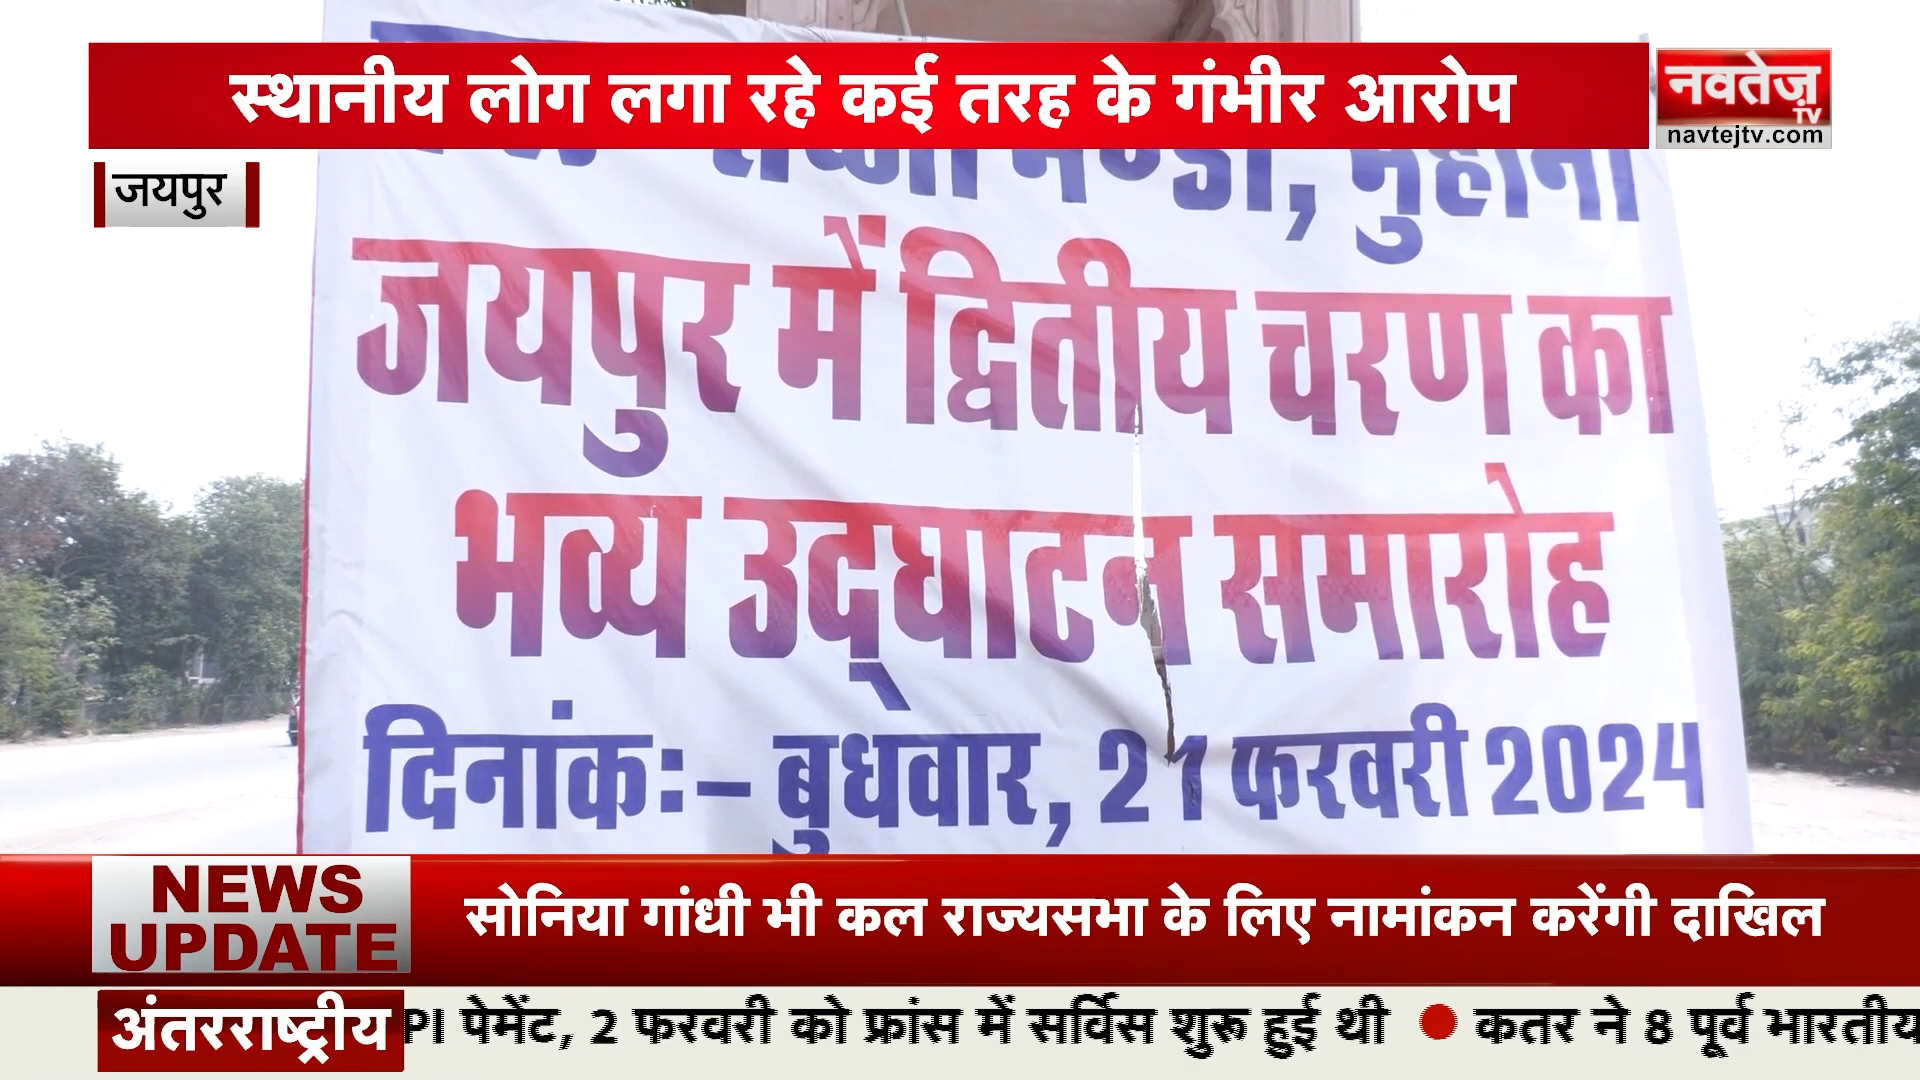 स्थानीय लोग लगा रहे कई तरह के गंभीर आरोप
नवतेज़
TV
navtejtv.com
जयपुर
मुहाना
जयपुर में द्वितीय चरण का
भव्य उद्घाटन समारोह
दिनांक:– बुधवार, 21 फरवरी 2024
NEWS
UPDATE
सोनिया गांधी भी कल राज्यसभा के लिए नामांकन करेंगी दाखिल
अंतरराष्ट्रीय
PI पेमेंट, 2 फरवरी को फ्रांस में सर्विस शुरू हुई थी ● कतर ने 8 पूर्व भारतीय